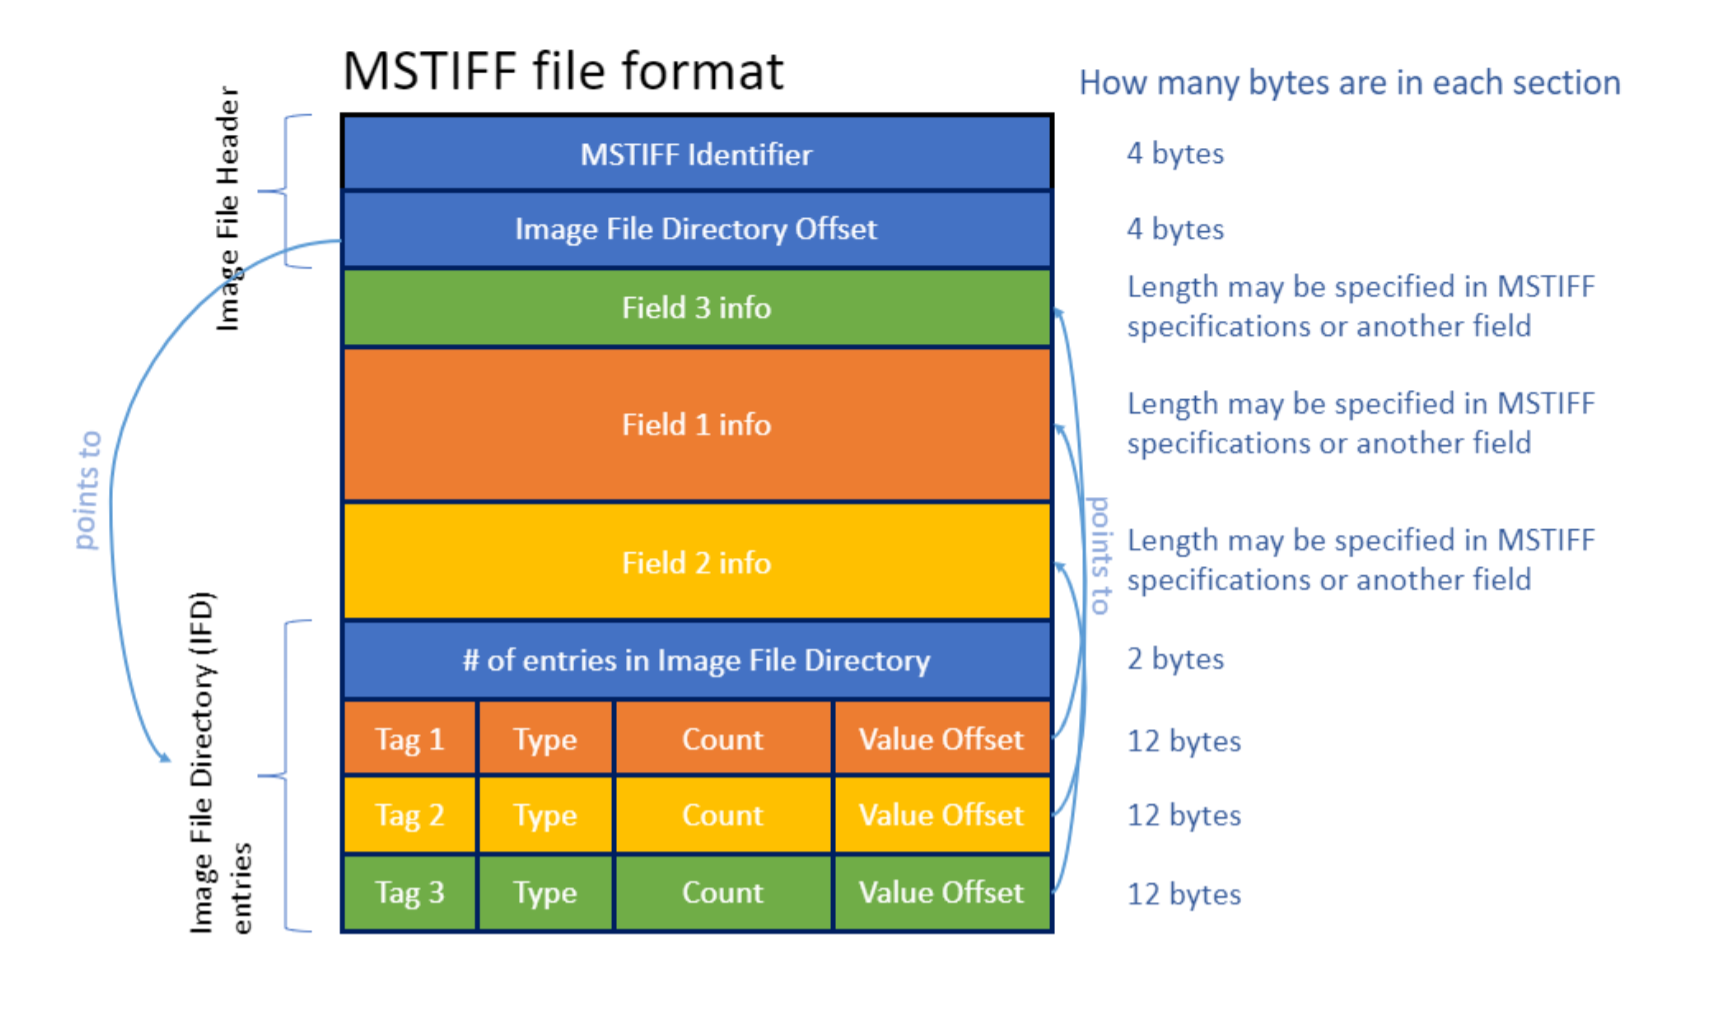 MSTIFF file format
How many bytes are in each section
Image File Header
MSTIFF Identifier
4 bytes
Image File Directory Offset
4 bytes
Field 3 info
Length may be specified in MSTIFF
specifications or another field
Field 1 info
Length may be specified in MSTIFF
specifications or another field
points to
points to
Field 2 info
Length may be specified in MSTIFF
specifications or another field
Image File Directory (IFD)
entries
# of entries in Image File Directory
2 bytes
Tag 1 Type Count Value Offset
12 bytes
Tag 2 Type Count Value Offset
12 bytes
Tag 3 Type Count Value Offset
12 bytes